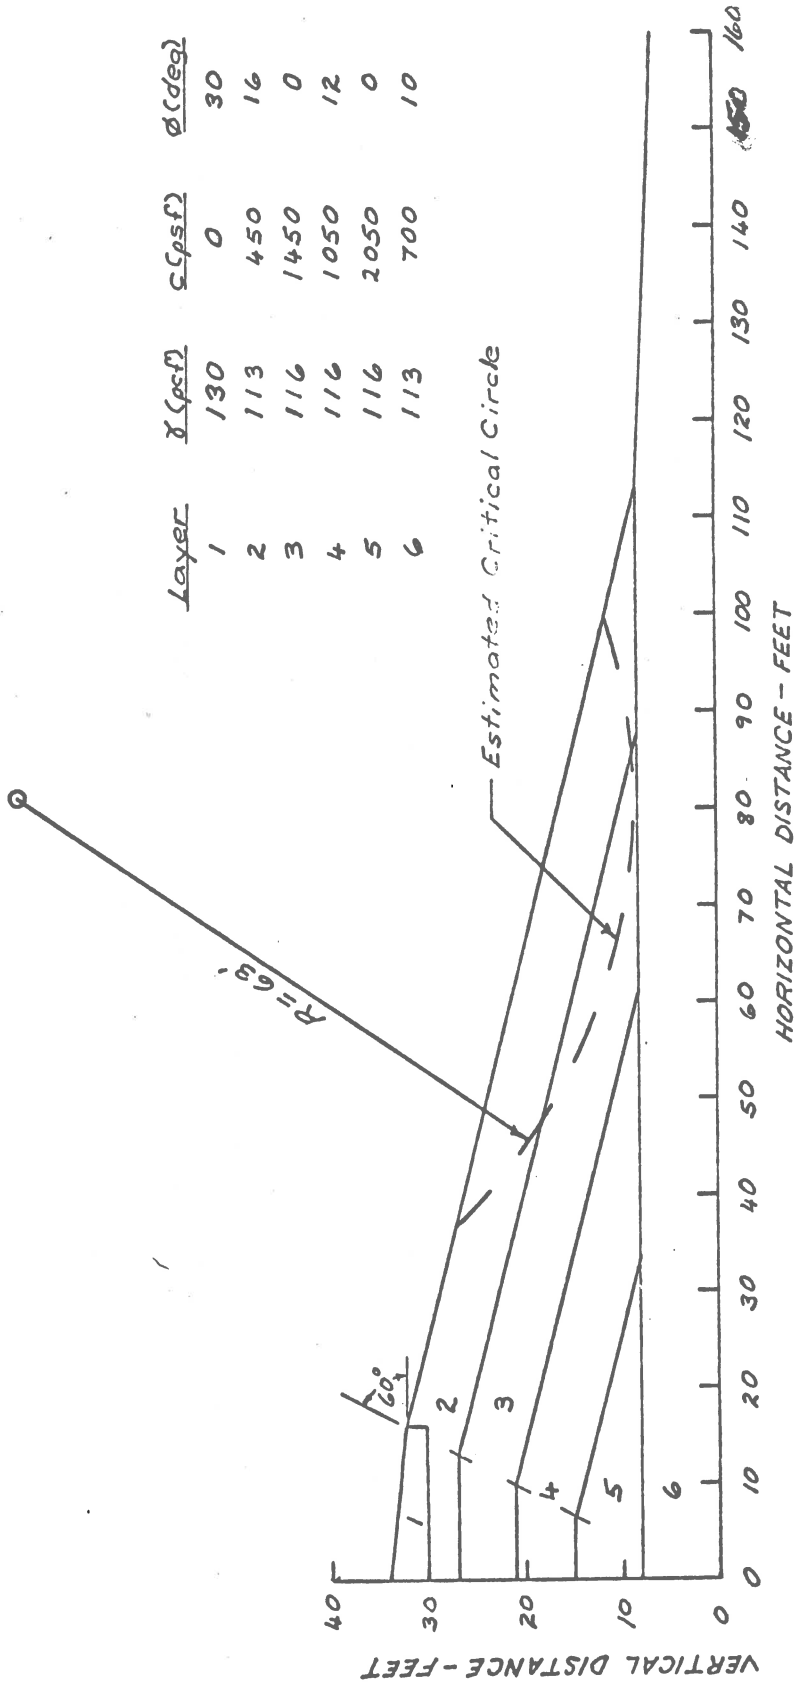 Layer γ(pcf) c(psf) ø(deg)
1 130 0 30
2 113 450 16
3 116 1450 0
4 116 1050 12
5 116 2050 0
6 113 700 10
R=63'
Estimated Critical Circle
60°
1
2
3
4
5
6
40
30
20
10
0
VERTICAL DISTANCE-FEET
0 10 20 30 40 50 60 70 80 90 100 110 120 130 140 150 160
HORIZONTAL DISTANCE-FEET